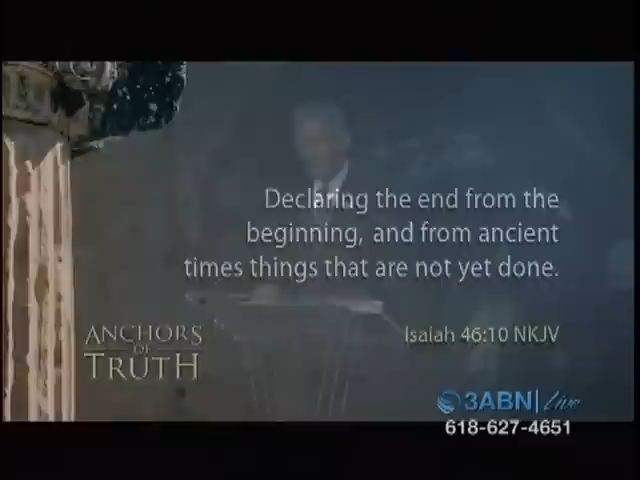 Declaring the end from the
beginning, and from ancient
times things that are not yet done.
Isaiah 46:10 NKJV
ANCHORS
OF
TRUTH
3ABN Live
618-627-4651